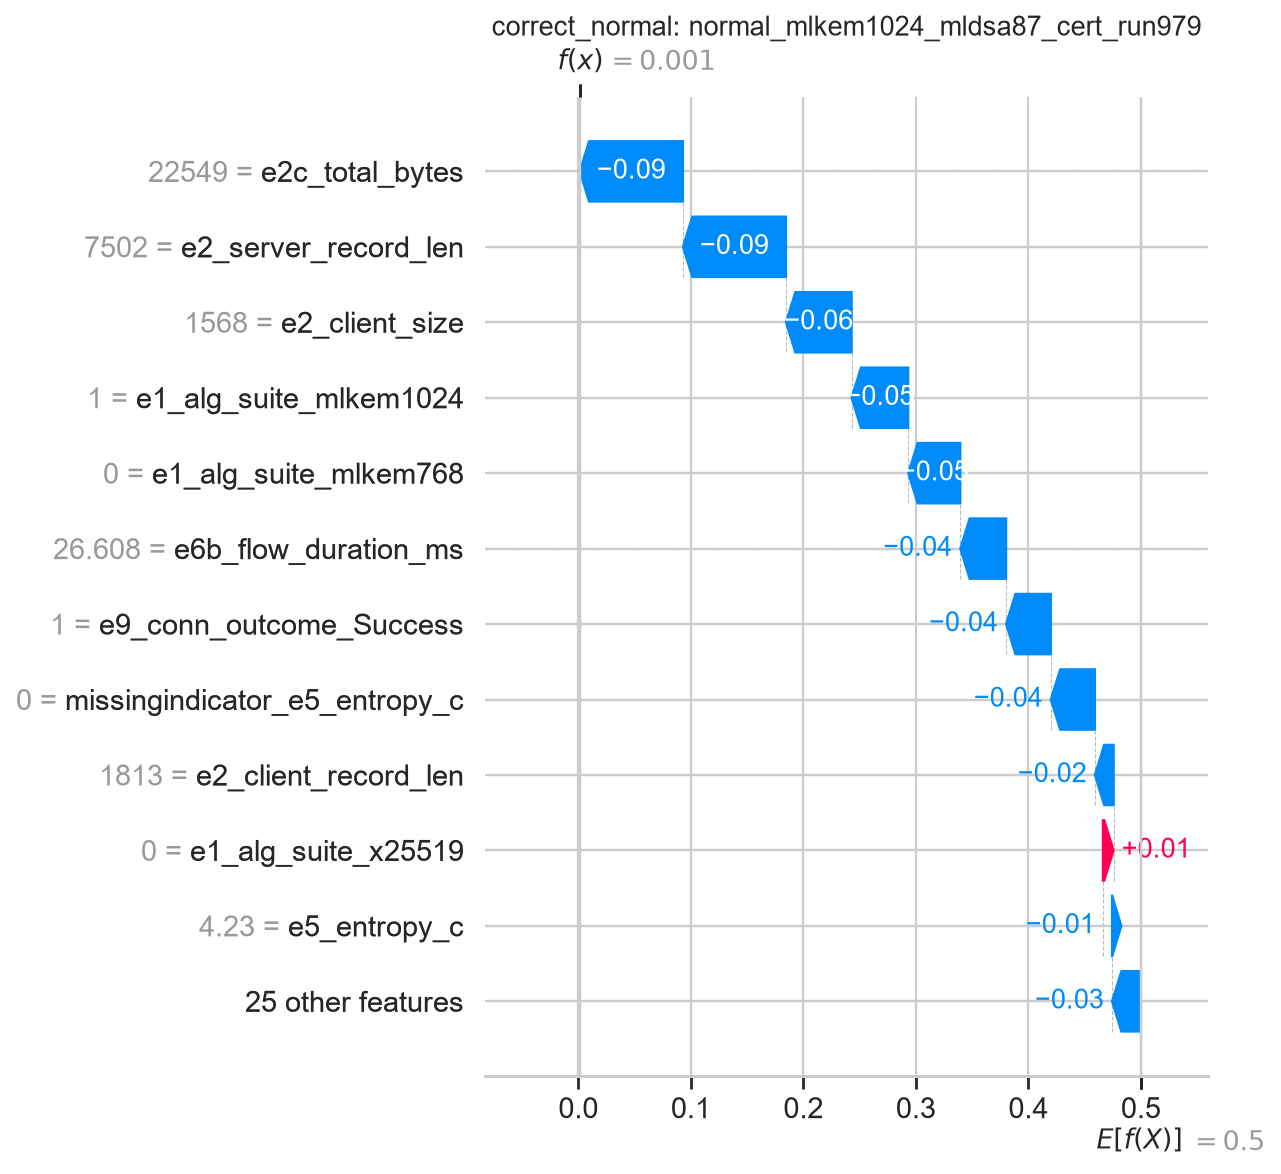 correct_normal: normal_mlkem1024_mldsa87_cert_run979
f(x) = 0.001
22549 = e2c_total_bytes
−0.09
7502 = e2_server_record_len
−0.09
1568 = e2_client_size
−0.06
1 = e1_alg_suite_mlkem1024
−0.05
0 = e1_alg_suite_mlkem768
−0.05
26.608 = e6b_flow_duration_ms
−0.04
1 = e9_conn_outcome_Success
−0.04
0 = missingindicator_e5_entropy_c
−0.04
1813 = e2_client_record_len
−0.02
0 = e1_alg_suite_x25519
+0.01
4.23 = e5_entropy_c
−0.01
25 other features
−0.03
0.0 0.1 0.2 0.3 0.4 0.5
E[f(X)] = 0.5